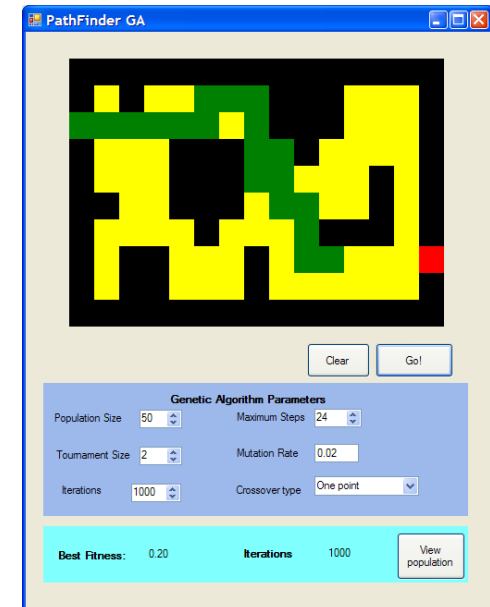 PathFinder GA
Clear Go!
Genetic Algorithm Parameters
Population Size 50 Maximum Steps 24
Tournament Size 2 Mutation Rate 0.02
Iterations 1000 Crossover type One point
Best Fitness: 0.20 Iterations 1000 View
population